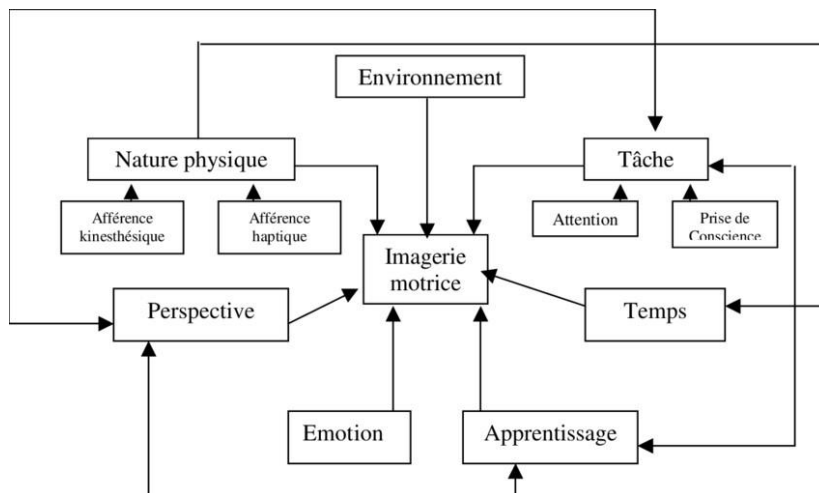 Environnement
Nature physique
Tâche
Afférence
kinesthésique
Afférence
haptique
Attention
Prise de
Conscience
Imagerie
motrice
Perspective
Temps
Emotion
Apprentissage